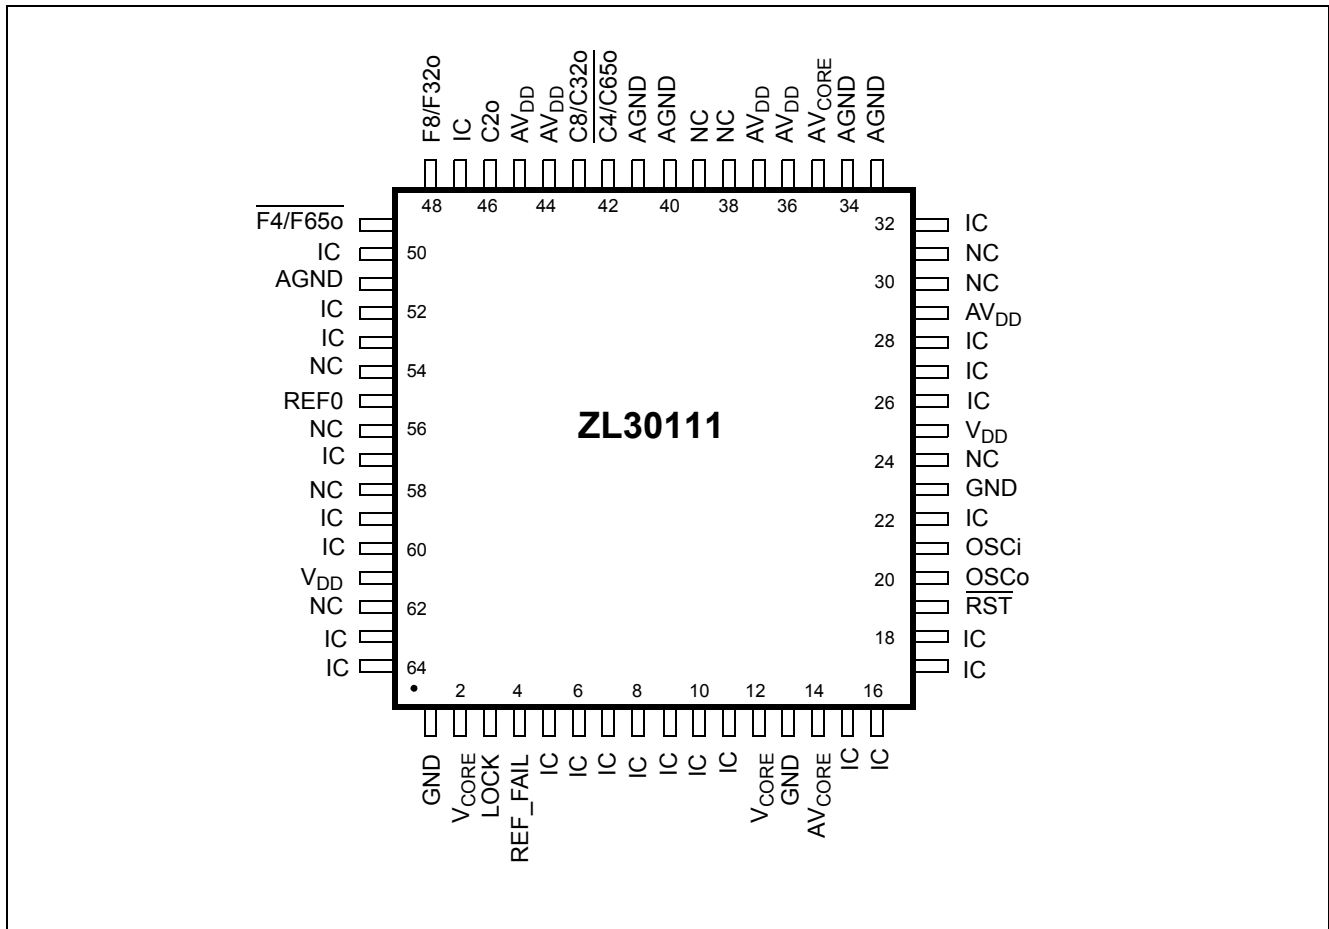 F8/F32o
IC
C2o
AVDD
AVDD
C8/C32o
C4/C65o
AGND
AGND
NC
NC
AVDD
AVDD
AVCORE
AGND
AGND
48 46 44 42 40 38 36 34
F4/F65o
IC 50
AGND
IC 52
IC
NC 54
REF0
NC 56
IC
NC 58
IC
IC 60
VDD
NC 62
IC
IC 64
ZL30111
32 IC
NC
30 NC
AVDD
28 IC
IC
26 IC
VDD
24 NC
GND
22 IC
OSCi
20 OSCo
RST
18 IC
IC
2 4 6 8 10 12 14 16
GND
VCORE
LOCK
REF_FAIL
IC
IC
IC
IC
IC
IC
IC
VCORE
GND
AVCORE
IC
IC